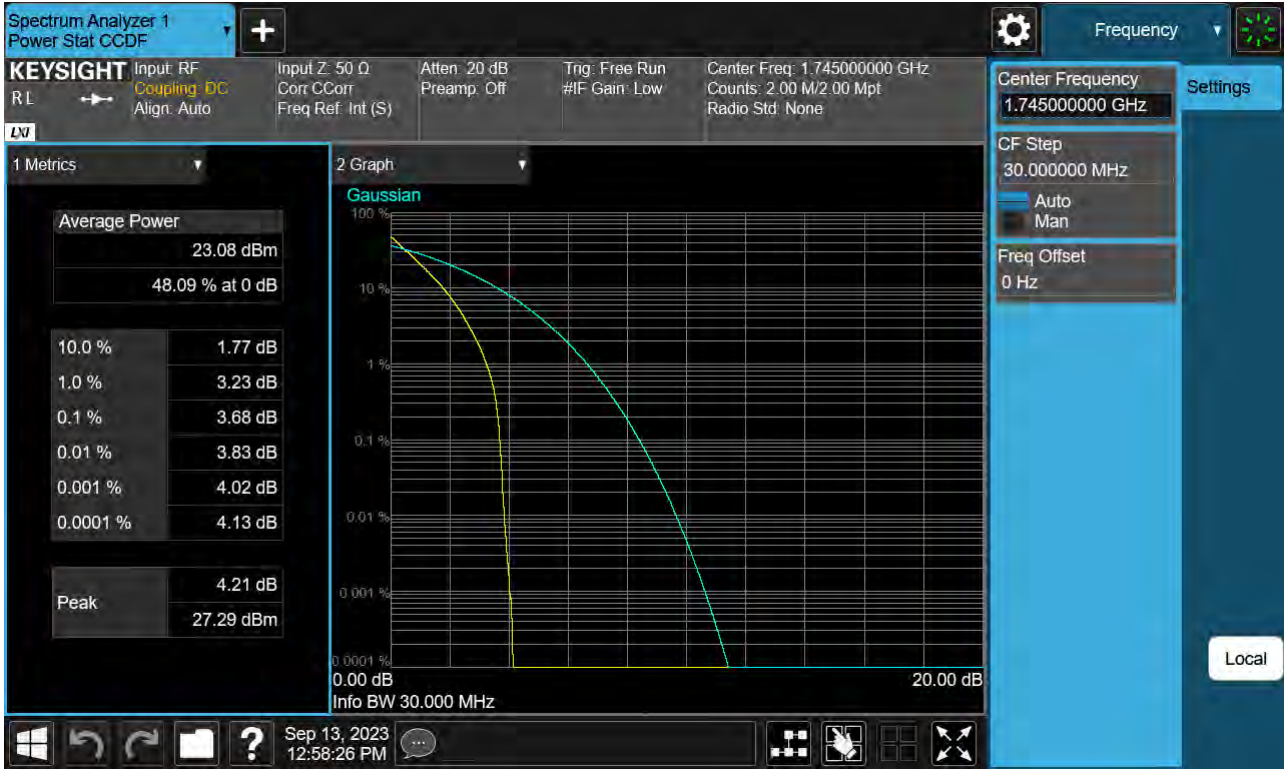 Spectrum Analyzer 1
Power Stat CCDF
Frequency
KEYSIGHT
R L
LXI
Input: RF
Coupling: DC
Align: Auto
Input Z: 50 Ω
Corr CCorr
Freq Ref: Int (S)
Atten: 20 dB
Preamp: Off
Trig: Free Run
#IF Gain: Low
Center Freq: 1.745000000 GHz
Counts: 2.00 M/2.00 Mpt
Radio Std: None
Center Frequency
1.745000000 GHz
Settings
CF Step
30.000000 MHz
Auto
Man
Freq Offset
0 Hz
1 Metrics
Average Power
23.08 dBm
48.09 % at 0 dB
10.0 % 1.77 dB
1.0 % 3.23 dB
0.1 % 3.68 dB
0.01 % 3.83 dB
0.001 % 4.02 dB
0.0001 % 4.13 dB
Peak 4.21 dB
27.29 dBm
2 Graph
Gaussian
100 %
10 %
1 %
0.1 %
0.01 %
0.001 %
0.0001 %
0.00 dB 20.00 dB
Info BW 30.000 MHz
Local
Sep 13, 2023
12:58:26 PM